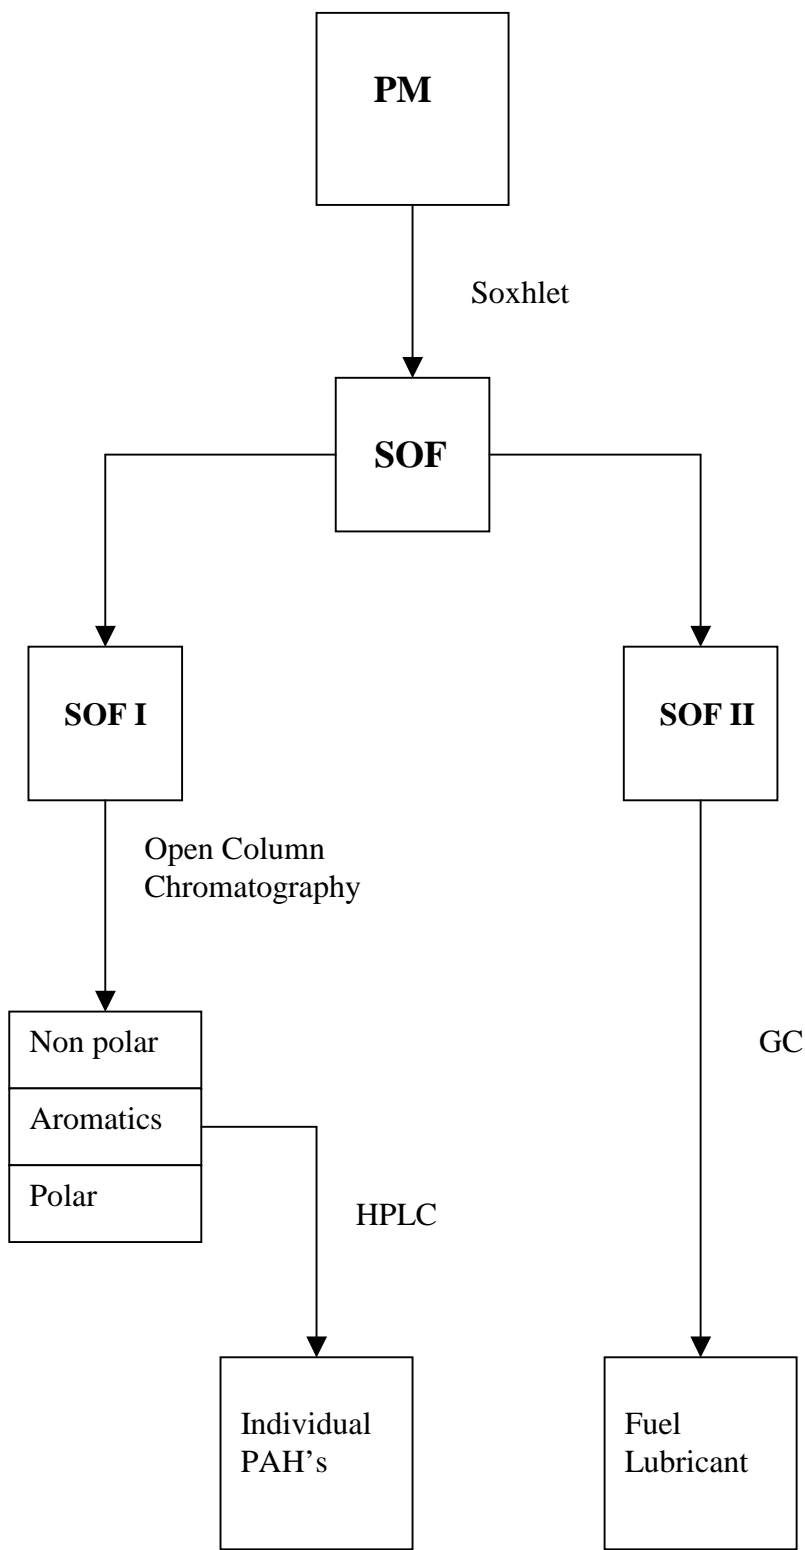 PM
Soxhlet
SOF
SOF I
SOF II
Open Column
Chromatography
Non polar
GC
Aromatics
Polar
HPLC
Individual
PAH’s
Fuel
Lubricant